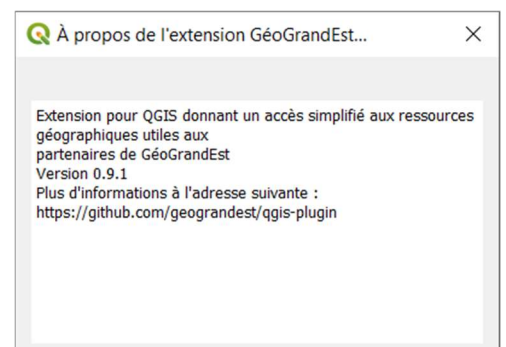 À propos de l'extension GéoGrandEst...
Extension pour QGIS donnant un accès simplifié aux ressources
géographiques utiles aux
partenaires de GéoGrandEst
Version 0.9.1
Plus d'informations à l'adresse suivante :
https://github.com/geograndest/qgis-plugin